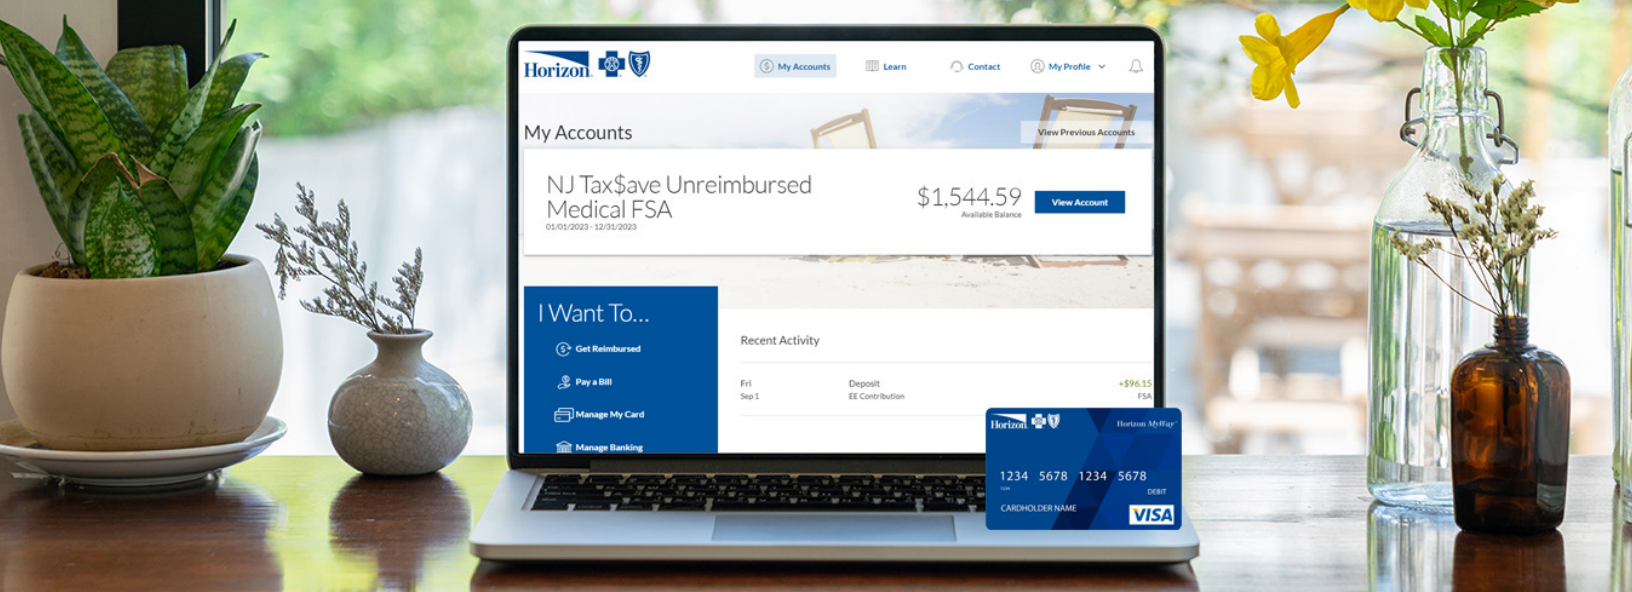 Horizon
My Accounts
Learn
Contact
My Profile
My Accounts
View Previous Accounts
NJ Tax$ave Unreimbursed
Medical FSA
01/01/2023 - 12/31/2023
$1,544.59
Available Balance
View Account
I Want To...
Get Reimbursed
Pay a Bill
Manage My Card
Manage Banking
Recent Activity
Fri
Sep 1
Deposit
EE Contribution
+$96.15
FSA
Horizon
Horizon MyWay
1234 5678 1234 5678
1234
DEBIT
CARDHOLDER NAME
VISA